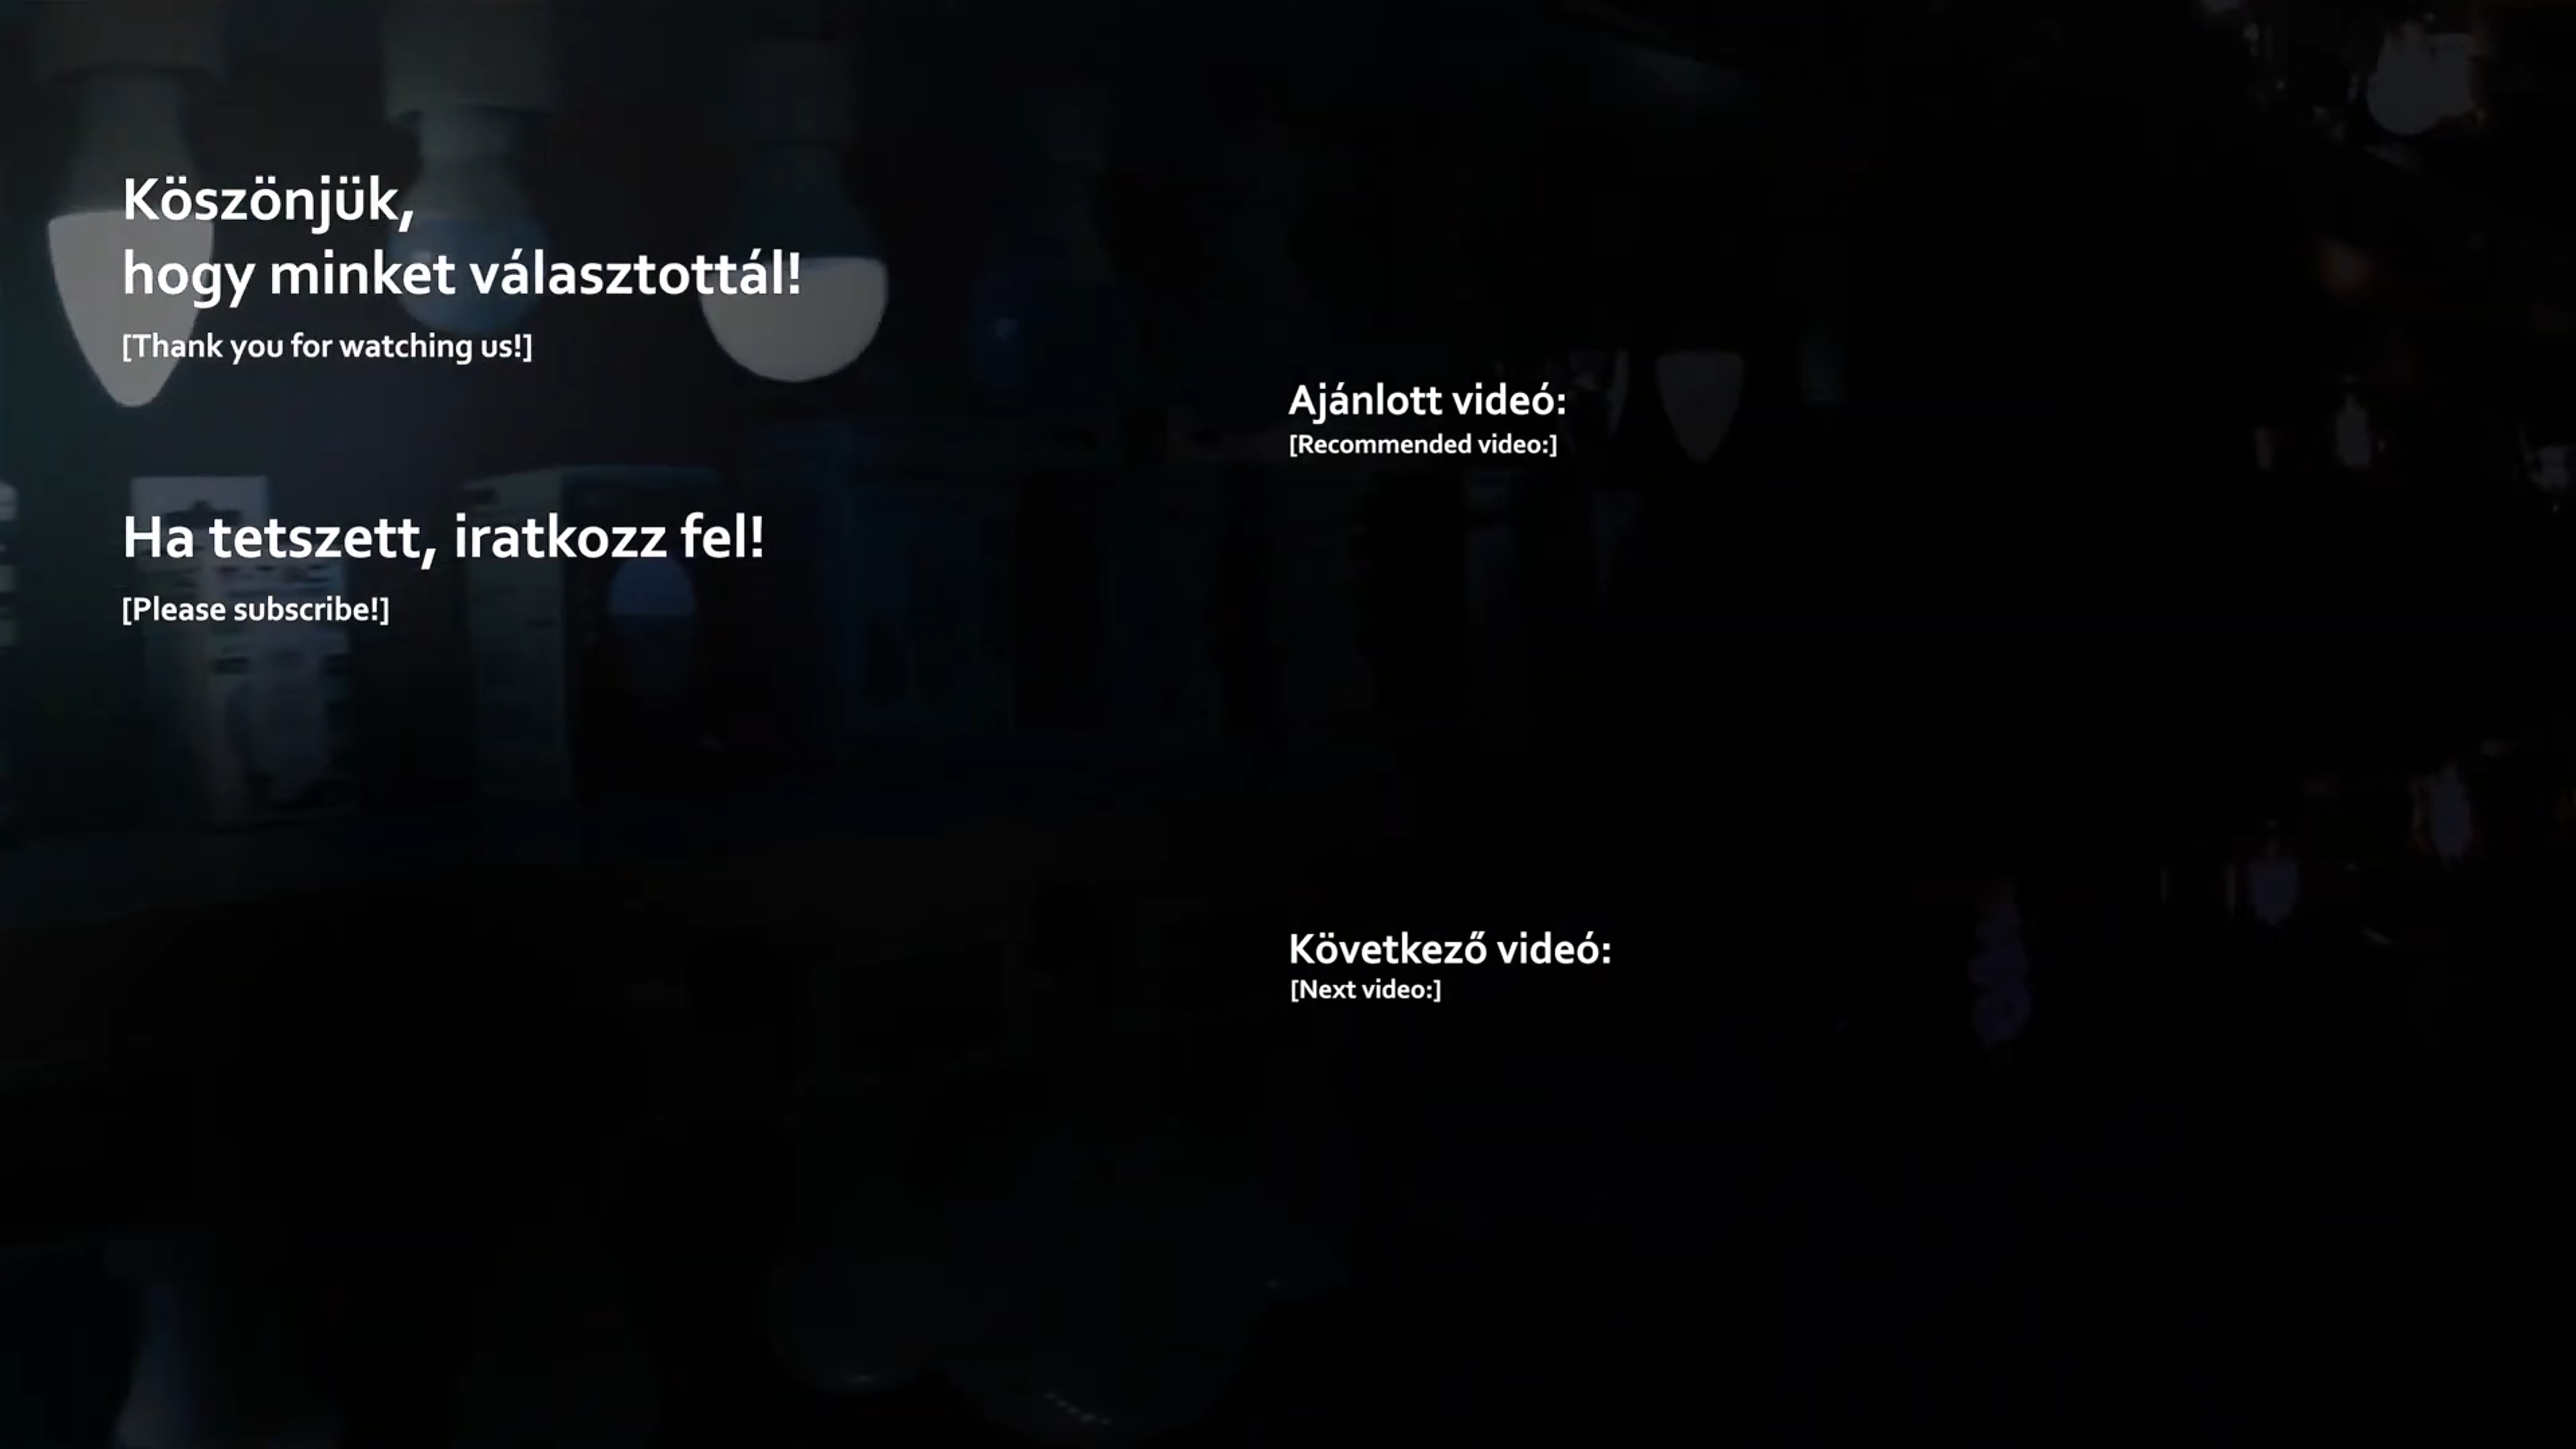 Köszönjük,
hogy minket választottál!
[Thank you for watching us!]
Ha tetszett, iratkozz fel!
[Please subscribe!]
Ajánlott videó:
[Recommended video:]
Következő videó:
[Next video:]